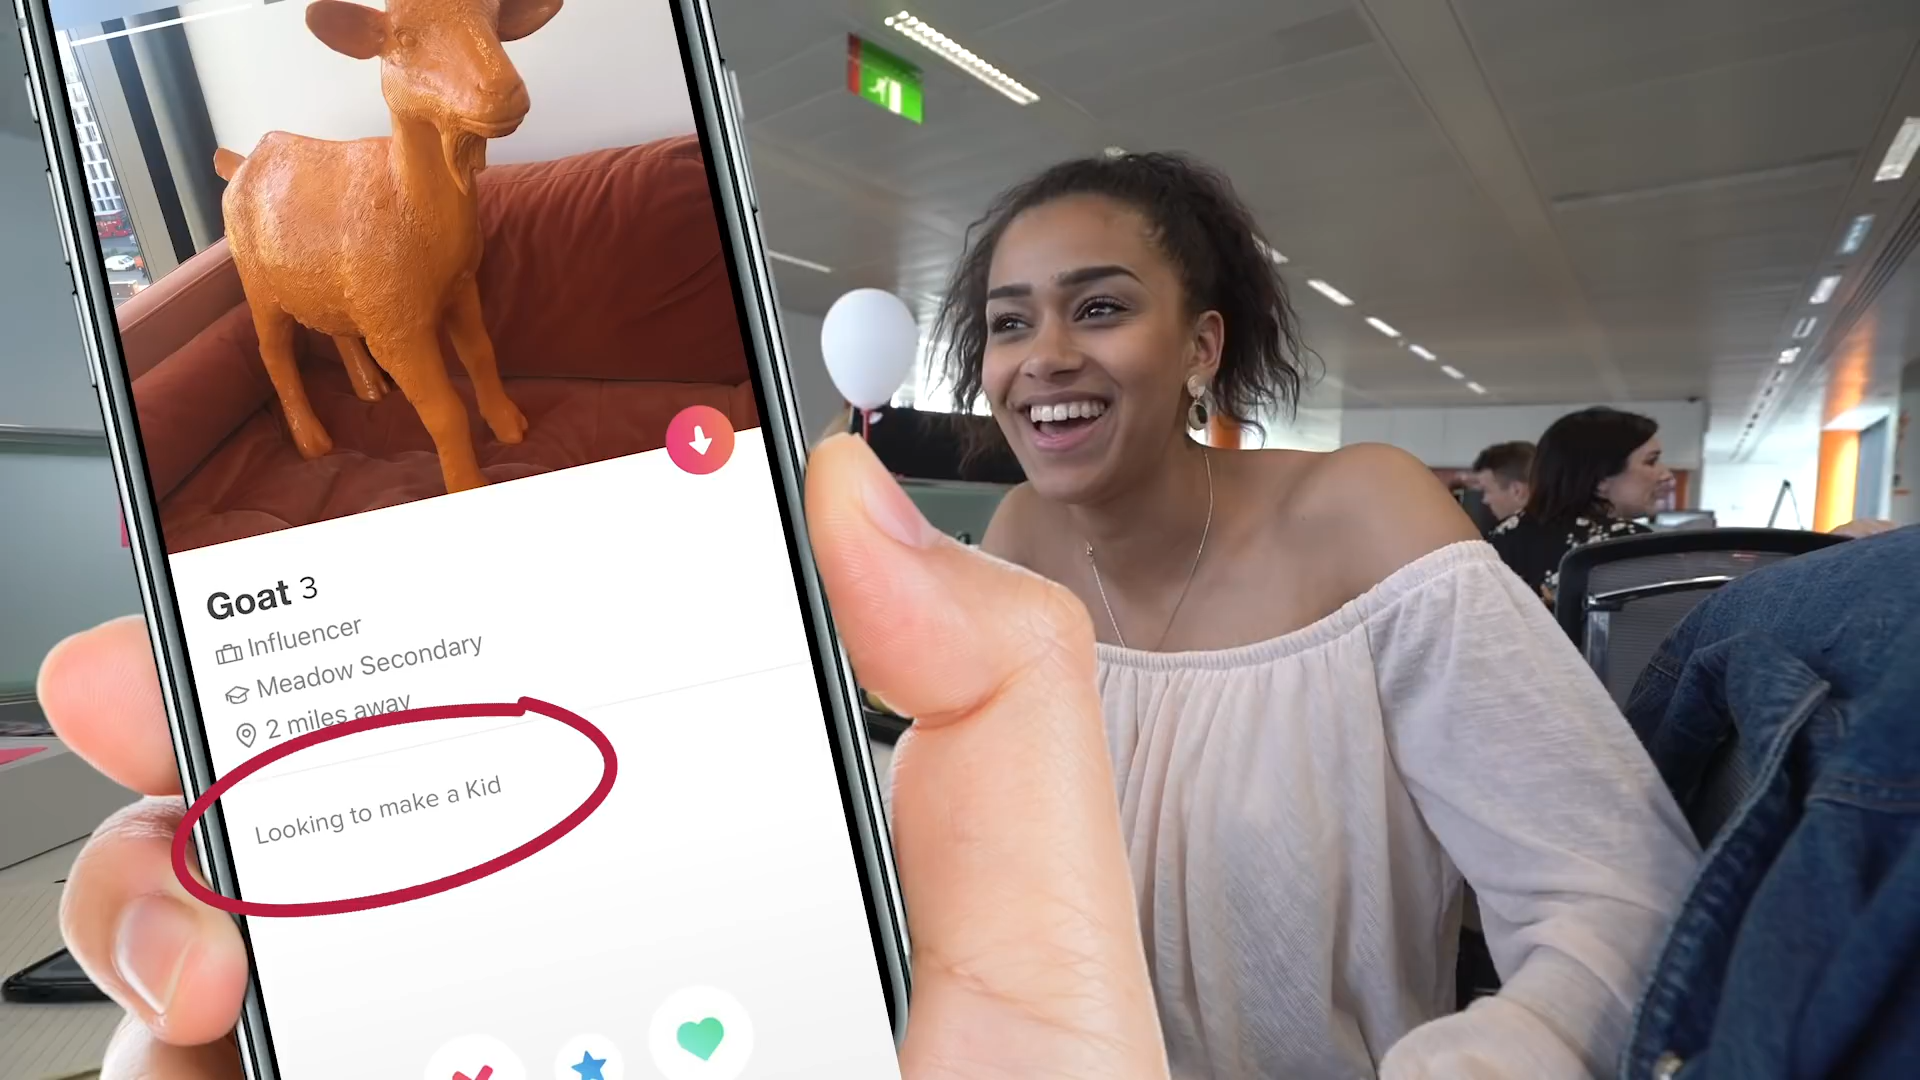 Goat 3
Influencer
Meadow Secondary
2 miles away
Looking to make a Kid